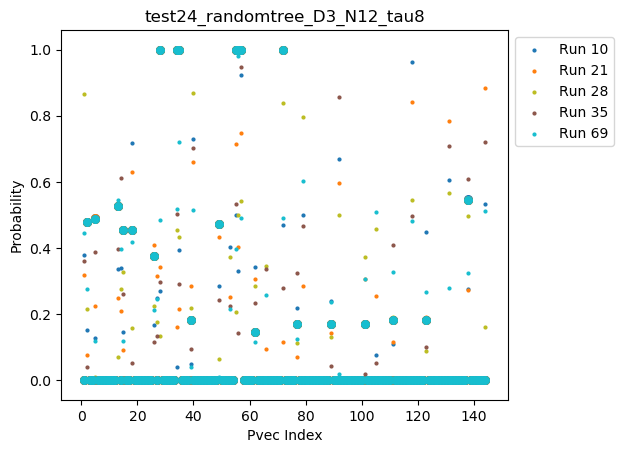 test24_randomtree_D3_N12_tau8
Run 10
Run 21
Run 28
Run 35
Run 69
1.0
0.8
0.6
0.4
0.2
0.0
Probability
0 20 40 60 80 100 120 140
Pvec Index